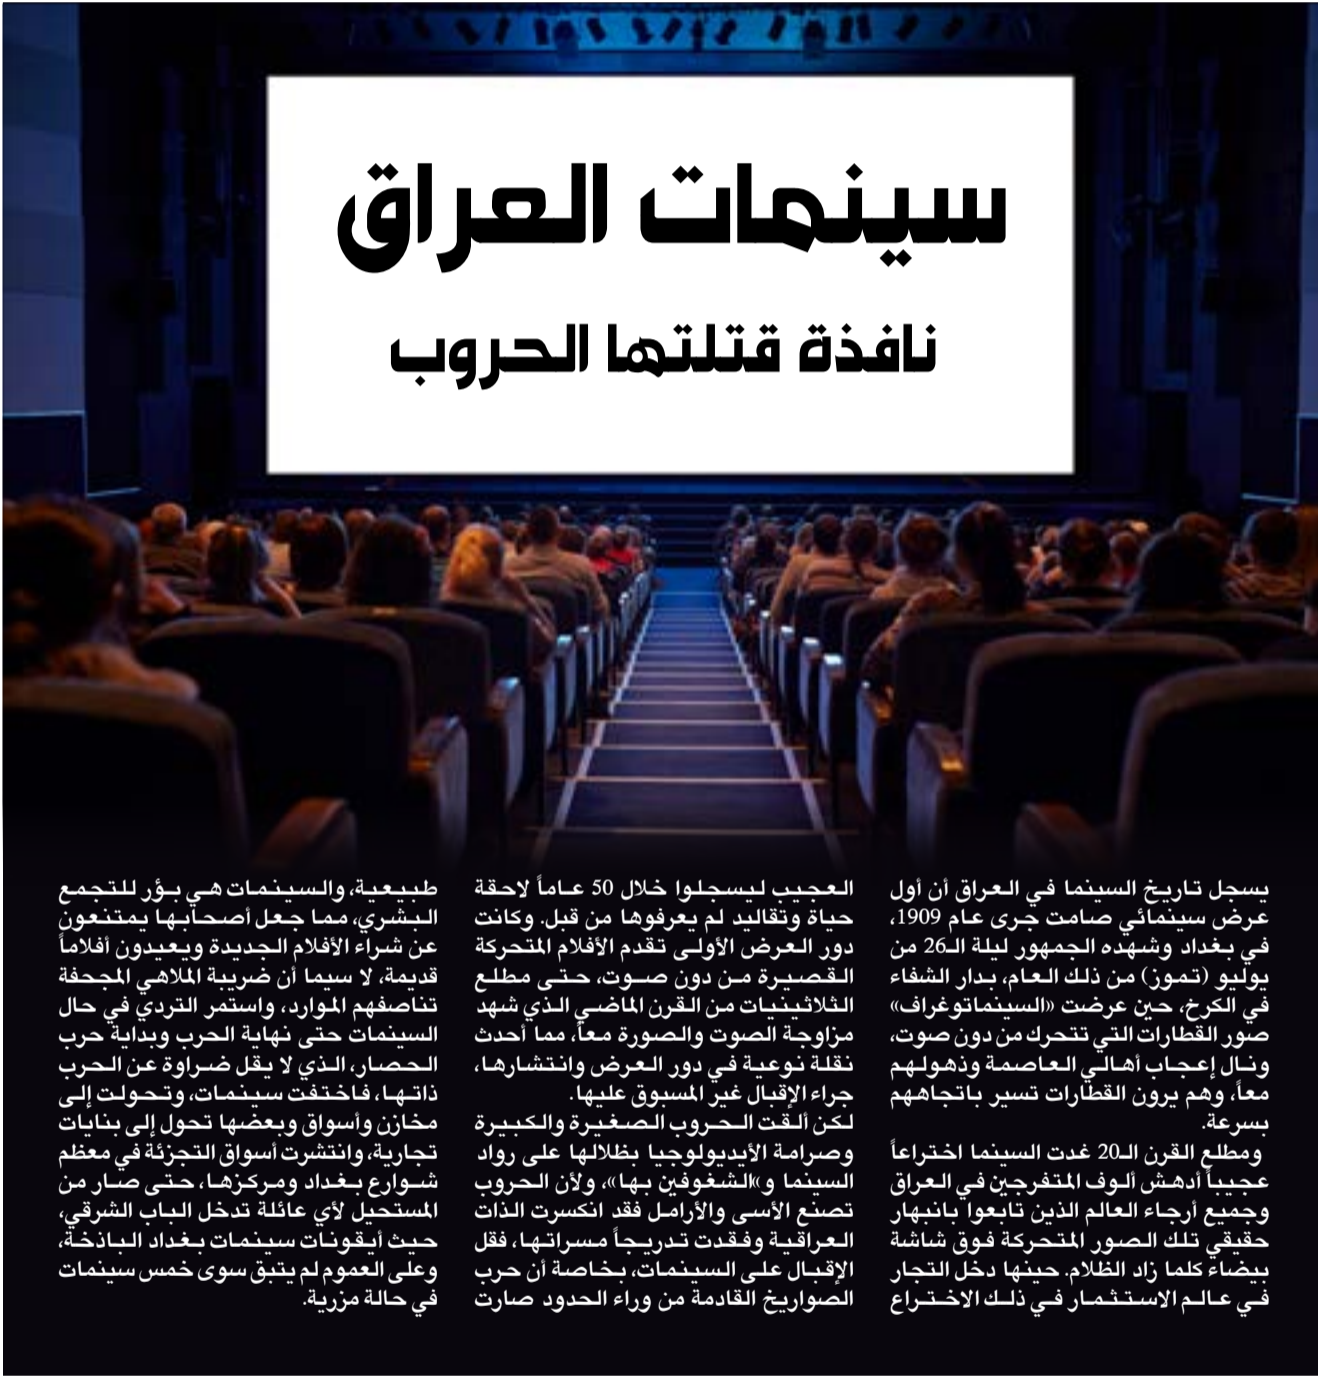 سينمات العراق
نافذة قتلتها الحروب
يسجل تاريخ السينما في العراق أن أول
عرض سينمائي صامت جرى عام 1909،
في بغداد وشهده الجمهور ليلة الـ26 من
يوليو (تموز) من ذلك العام، بدار الشفاء
في الكرخ، حين عرضت «السينماتوغراف»
صور القطارات التي تتحرك من دون صوت،
ونال إعجاب أهالي العاصمة وذهولهم
معاً، وهم يرون القطارات تسير باتجاههم
بسرعة.
ومطلع القرن الـ20 غدت السينما اختراعاً
عجيباً أدهش ألوف المتفرجين في العراق
وجميع أرجاء العالم الذين تابعوا بانبهار
حقيقي تلك الصور المتحركة فوق شاشة
بيضاء كلما زاد الظلام. حينها دخل التجار
في عالم الاستثمار في ذلك الاختراع
العجيب ليسجلوا خلال 50 عاماً لاحقة
حياة وتقاليد لم يعرفوها من قبل. وكانت
دور العرض الأولى تقدم الأفلام المتحركة
القصيرة من دون صوت، حتى مطلع
الثلاثينيات من القرن الماضي الذي شهد
مزاوجة الصوت والصورة معاً، مما أحدث
نقلة نوعية في دور العرض وانتشارها،
جراء الإقبال غير المسبوق عليها.
لكن ألقت الحروب الصغيرة والكبيرة
وصرامة الأيديولوجيا بظلالها على رواد
السينما و»الشغوفين بها»، ولأن الحروب
تصنع الأسى والأرامل فقد انكسرت الذات
العراقية وفقدت تدريجاً مسراتها، فقل
الإقبال على السينمات، بخاصة أن حرب
الصواريخ القادمة من وراء الحدود صارت
طبيعية، والسينمات هي بؤر للتجمع
البشري، مما جعل أصحابها يمتنعون
عن شراء الأفلام الجديدة ويعيدون أفلاماً
قديمة، لا سيما أن ضريبة الملاهي المجحفة
تناصفهم الموارد، واستمر التردي في حال
السينمات حتى نهاية الحرب وبداية حرب
الحصار، الذي لا يقل ضراوة عن الحرب
ذاتها، فاختفت سينمات، وتحولت إلى
مخازن وأسواق وبعضها تحول إلى بنايات
تجارية، وانتشرت أسواق التجزئة في معظم
شوارع بغداد ومركزها، حتى صار من
المستحيل لأي عائلة تدخل الباب الشرقي،
حيث أيقونات سينمات بغداد الباذخة،
وعلى العموم لم يتبق سوى خمس سينمات
في حالة مزرية.